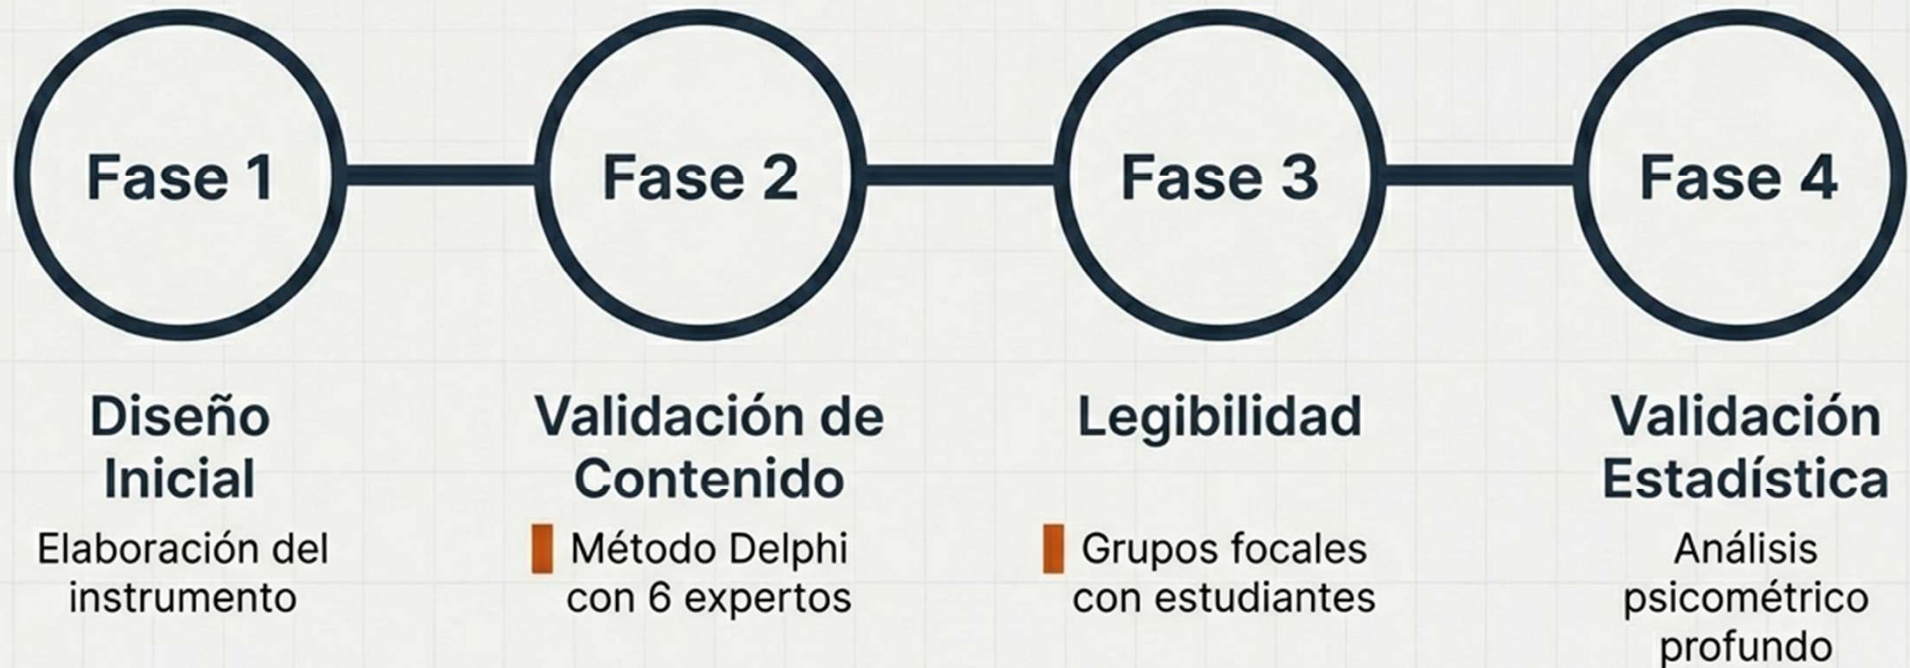 Fase 1
Fase 2
Fase 3
Fase 4
Diseño
Inicial
Elaboración del
instrumento
Validación de
Contenido
Método Delphi
con 6 expertos
Legibilidad
Grupos focales
con estudiantes
Validación
Estadística
Análisis
psicométrico
profundo